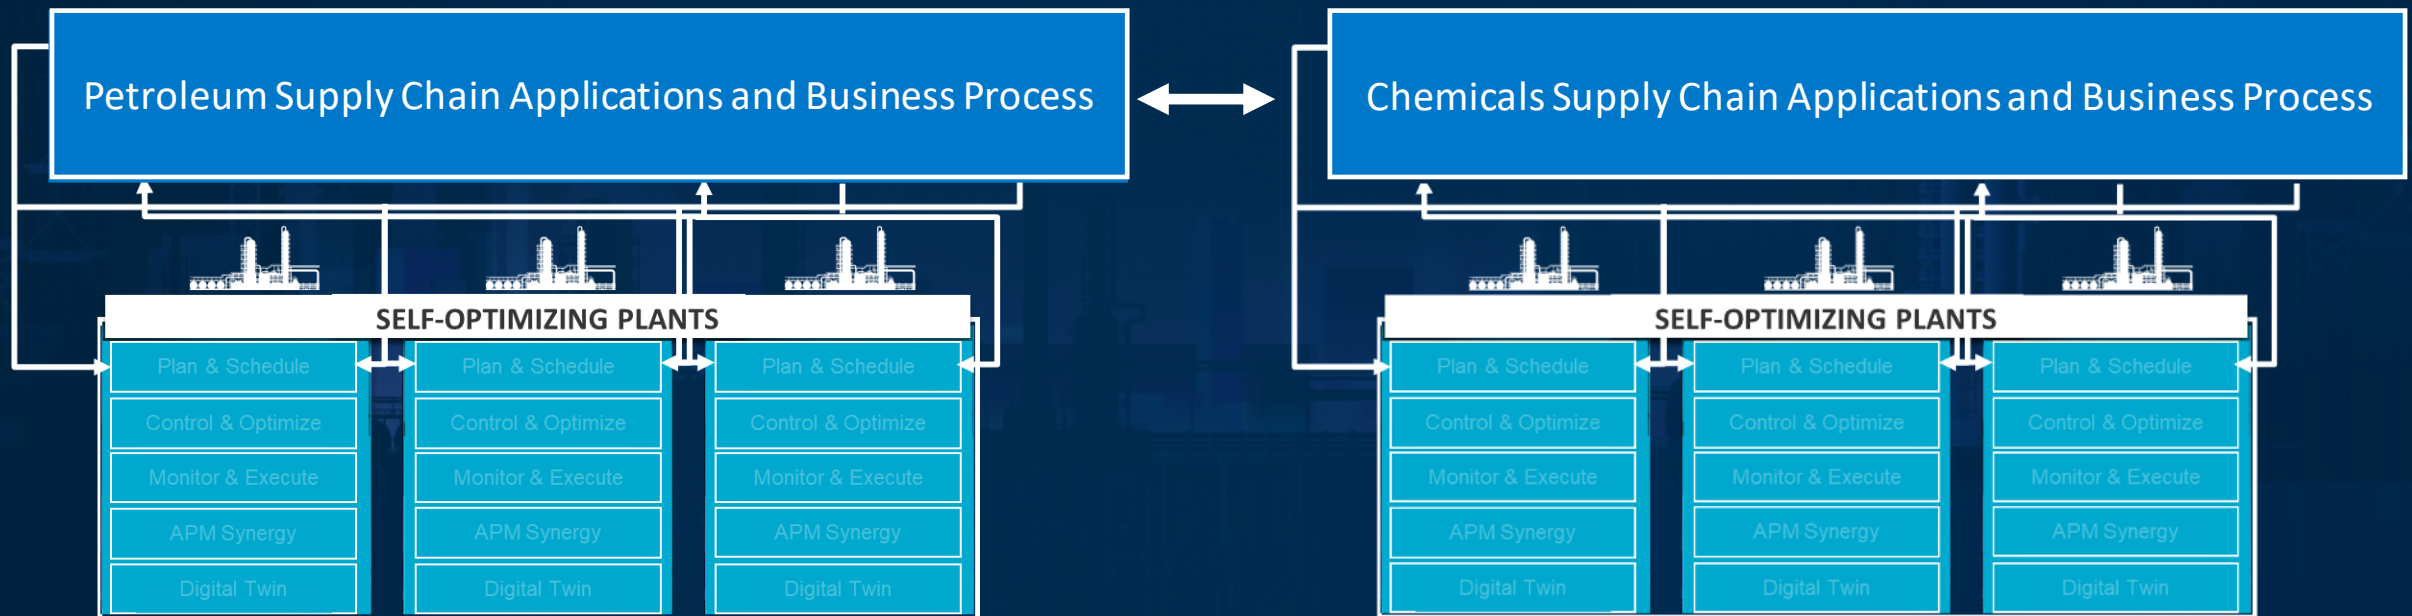 Petroleum Supply Chain Applications and Business Process
Chemicals Supply Chain Applications and Business Process
SELF-OPTIMIZING PLANTS
Plan & Schedule
Plan & Schedule
Plan & Schedule
Control & Optimize
Control & Optimize
Control & Optimize
Monitor & Execute
Monitor & Execute
Monitor & Execute
APM Synergy
APM Synergy
APM Synergy
Digital Twin
Digital Twin
Digital Twin
SELF-OPTIMIZING PLANTS
Plan & Schedule
Plan & Schedule
Plan & Schedule
Control & Optimize
Control & Optimize
Control & Optimize
Monitor & Execute
Monitor & Execute
Monitor & Execute
APM Synergy
APM Synergy
APM Synergy
Digital Twin
Digital Twin
Digital Twin